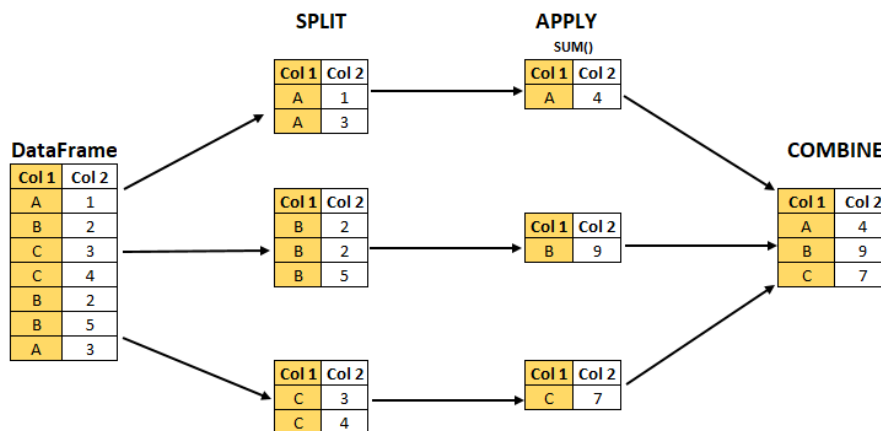 SPLIT
APPLY
SUM()
Col 1 Col 2
A 1
A 3
Col 1 Col 2
A 4
DataFrame
Col 1 Col 2
A 1
B 2
C 3
C 4
B 2
B 5
A 3
Col 1 Col 2
B 2
B 2
B 5
Col 1 Col 2
B 9
COMBINE
Col 1 Col 2
A 4
B 9
C 7
Col 1 Col 2
C 3
C 4
Col 1 Col 2
C 7